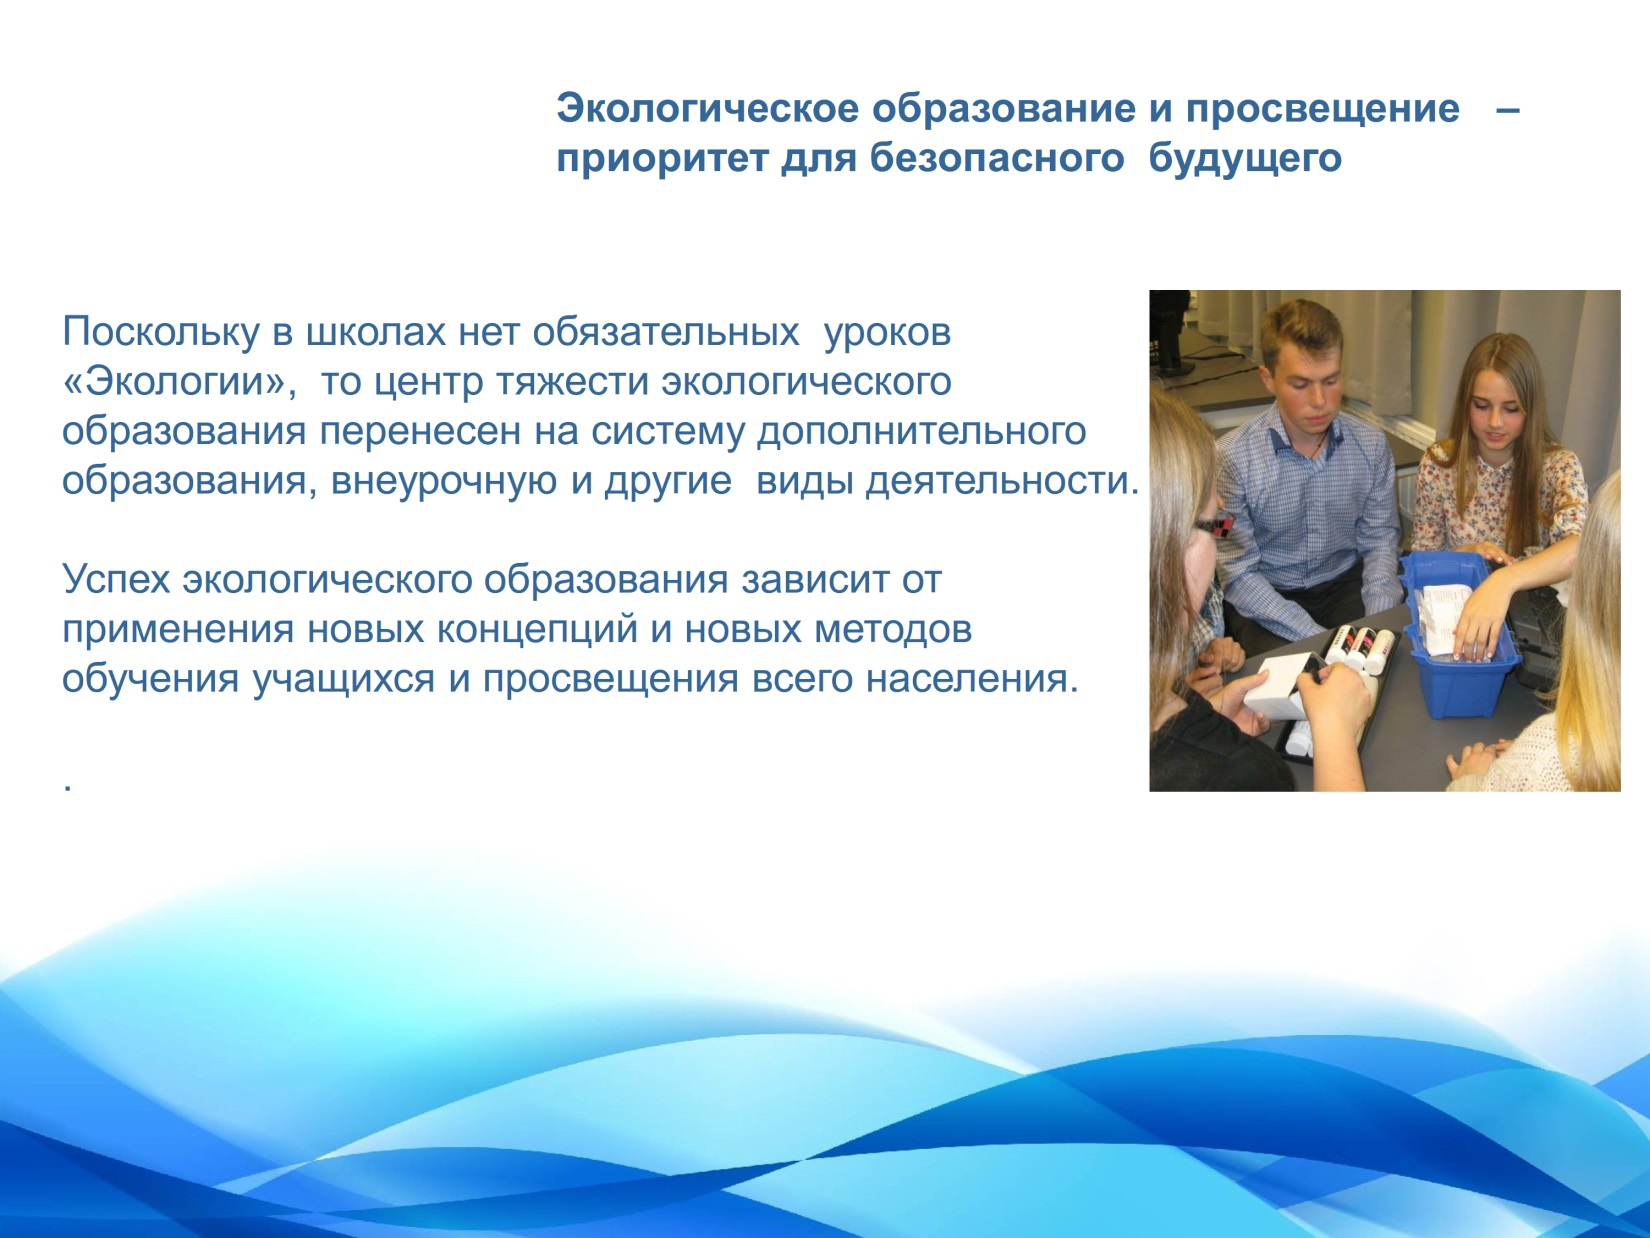 Экологическое образование и просвещение –
приоритет для безопасного будущего
Поскольку в школах нет обязательных уроков
«Экологии», то центр тяжести экологического
образования перенесен на систему дополнительного
образования, внеурочную и другие виды деятельности.
Успех экологического образования зависит от
применения новых концепций и новых методов
обучения учащихся и просвещения всего населения.
.